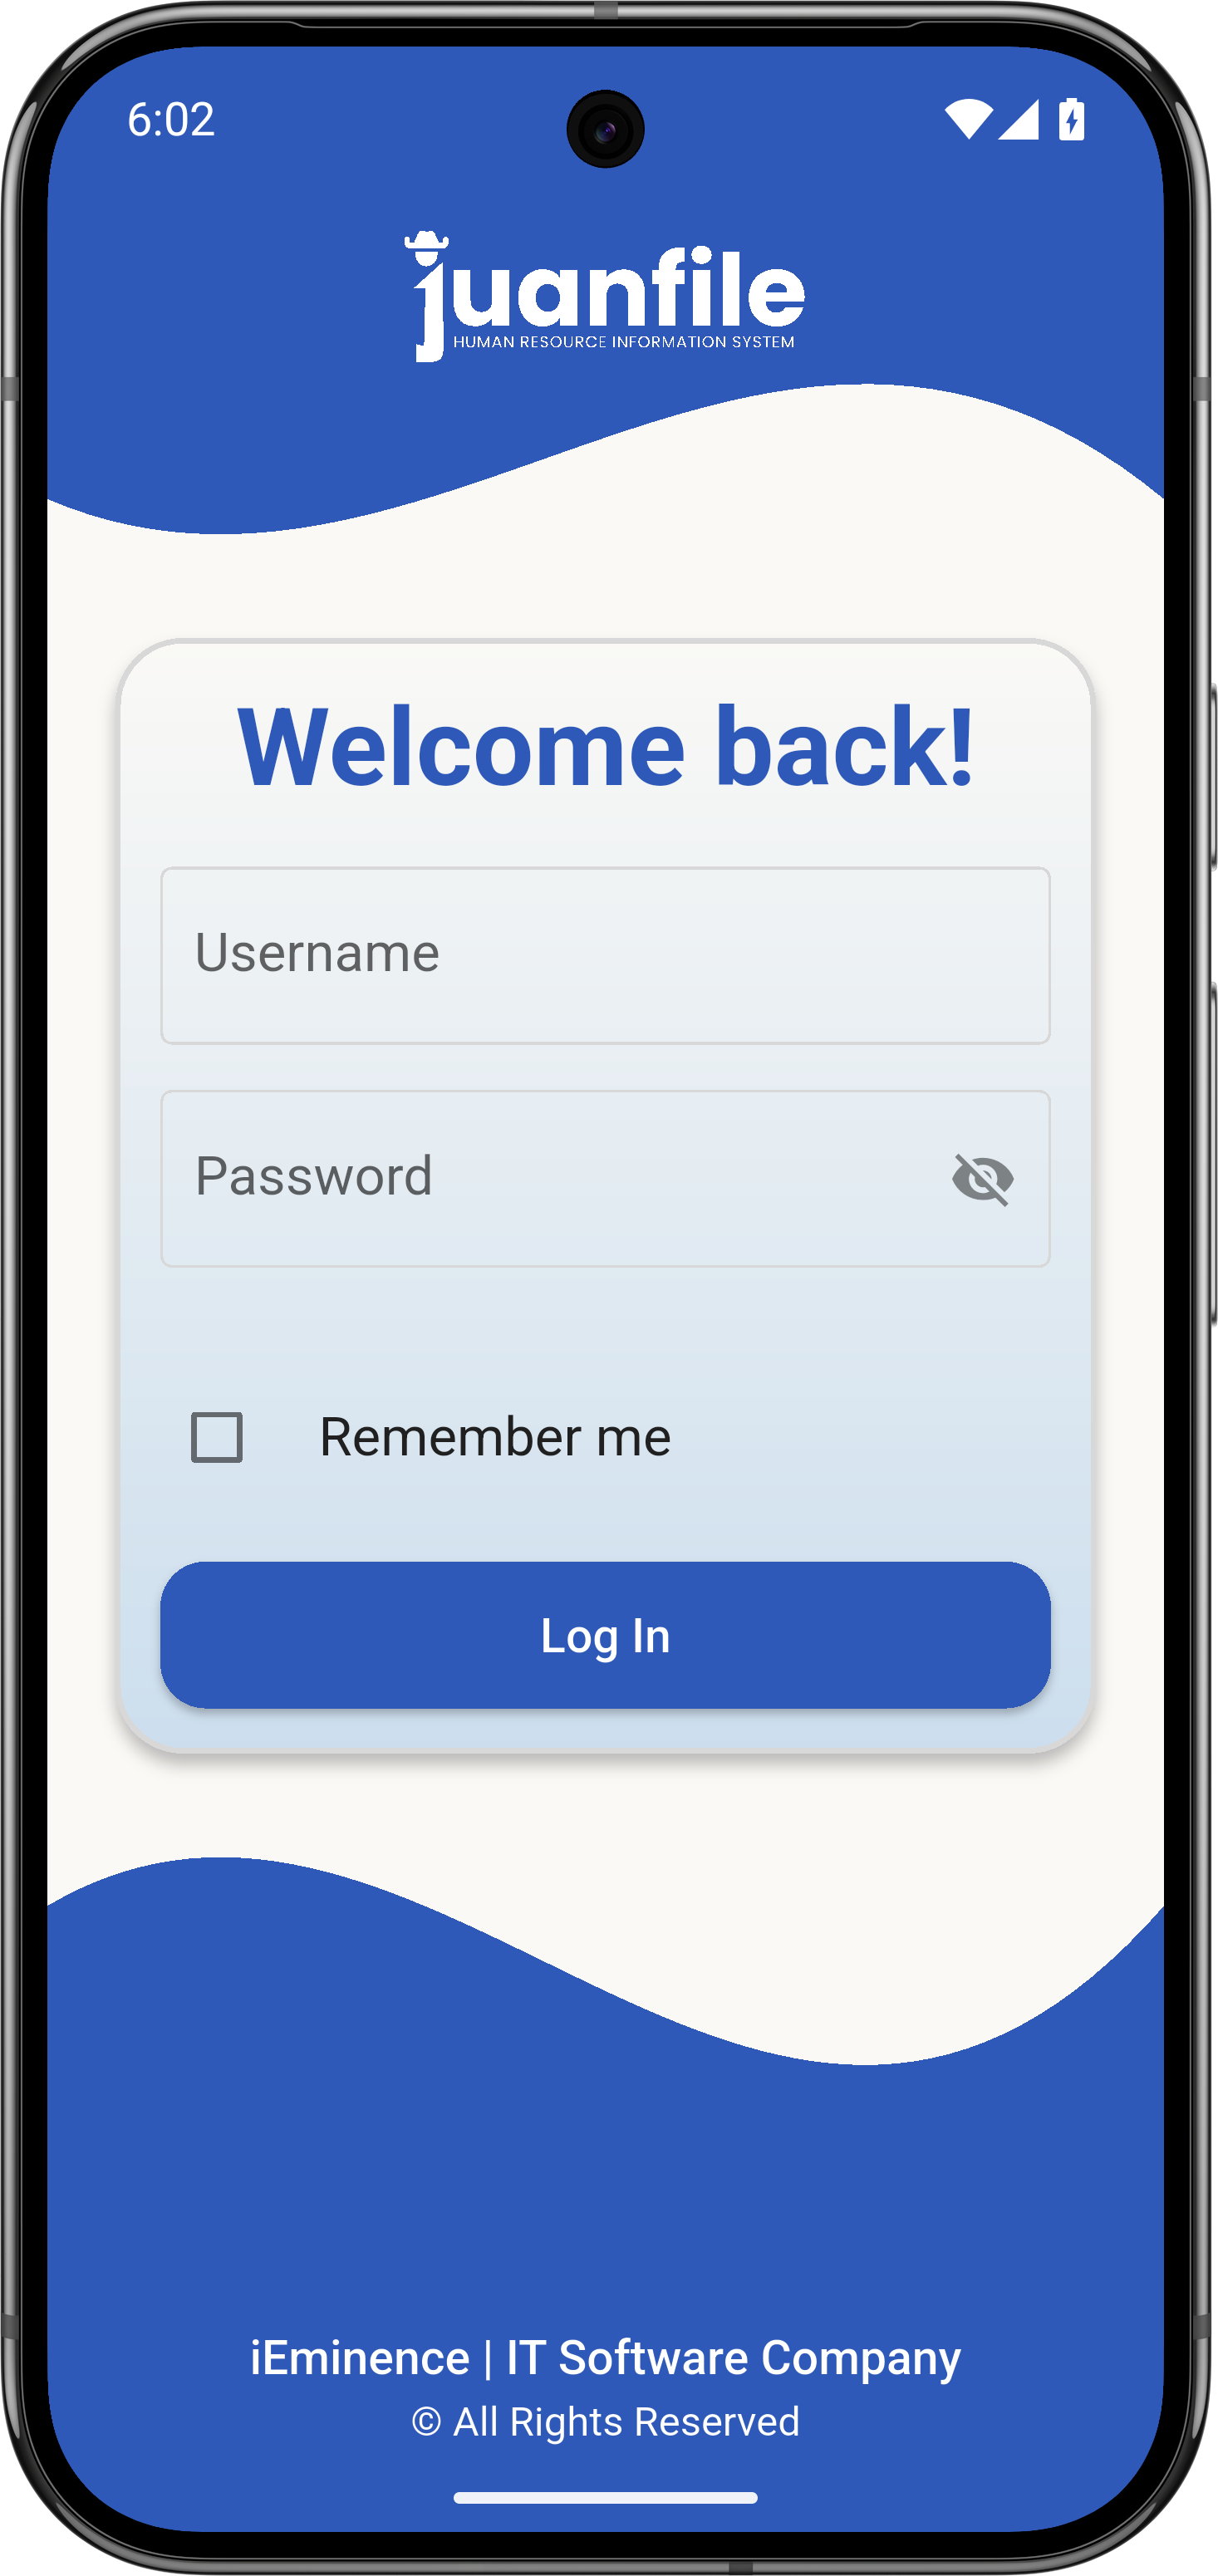 6:02
juanfile
HUMAN RESOURCE INFORMATION SYSTEM
Welcome back!
Username
Password
Remember me
Log In
iEminence | IT Software Company
© All Rights Reserved